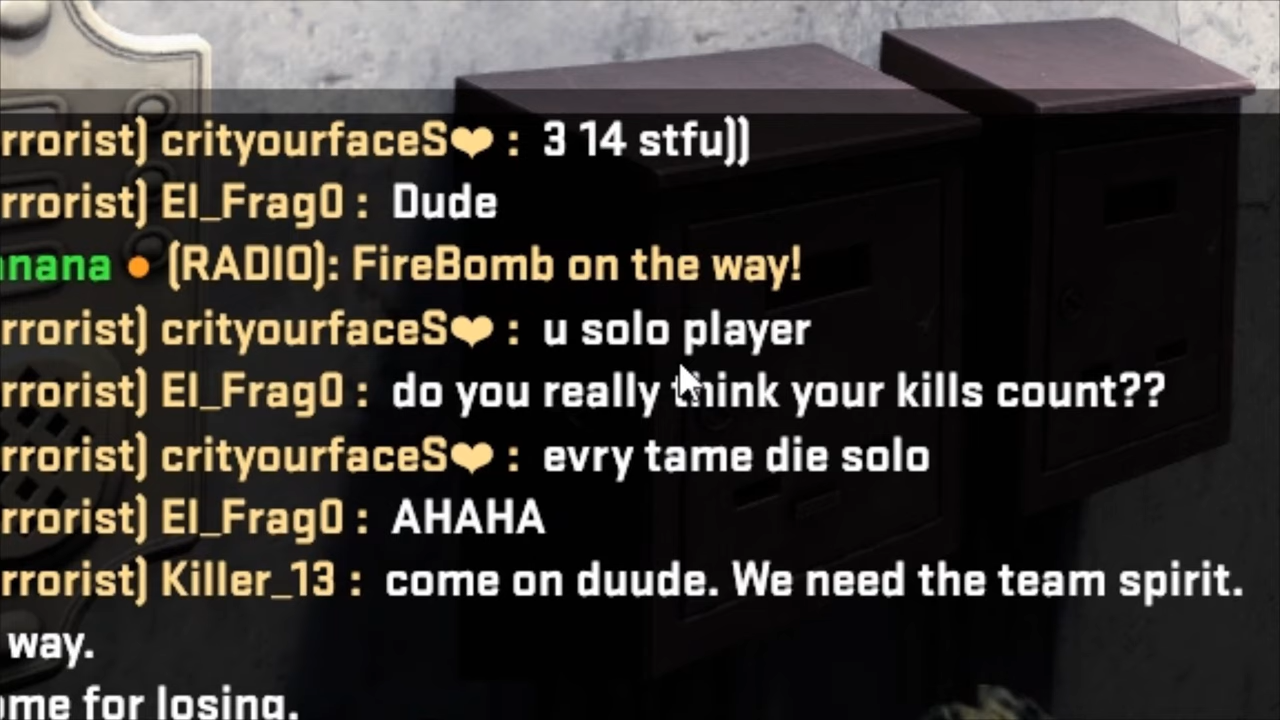 rrorist) crityourfaceS❤ : 3 14 stfu))
rrorist) El_Frag0 : Dude
anana ● (RADIO): FireBomb on the way!
rrorist) crityourfaceS❤ : u solo player
rrorist) El_Frag0 : do you really think your kills count??
rrorist) crityourfaceS❤ : evry tame die solo
rrorist) El_Frag0 : AHAHA
rrorist) Killer_13 : come on duude. We need the team spirit.
way.
ome for losing.